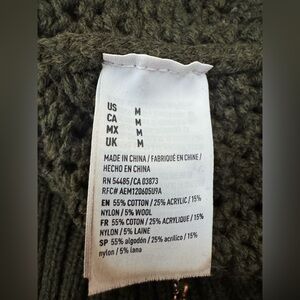 US M
CA M
MX M
UK M
MADE IN CHINA / FABRIQUÉ EN CHINE /
HECHO EN CHINA
RN 54485/CA 03873
RFC# AEM120605U9A
EN 55% COTTON / 25% ACRYLIC / 15%
NYLON / 5% WOOL
FR 55% COTON / 25% ACRYLIQUE / 15%
NYLON / 5% LAINE
SP 55% algodón / 25% acrílico / 15%
nylon / 5% lana